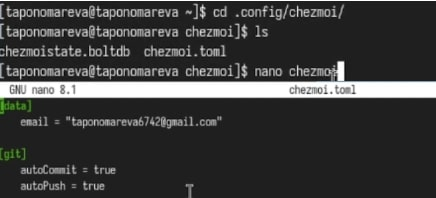 [taponomareva@taponomareva ~]$ cd .config/chezmoi/
[taponomareva@taponomareva chezmoi]$ ls
chezmoistate.boltdb  chezmoi.toml
[taponomareva@taponomareva chezmoi]$ nano chezmoi
GNU nano 8.1 chezmoi.toml
[data]
email = "taponomareva6742@gmail.com"
[git]
autoCommit = true
autoPush = true